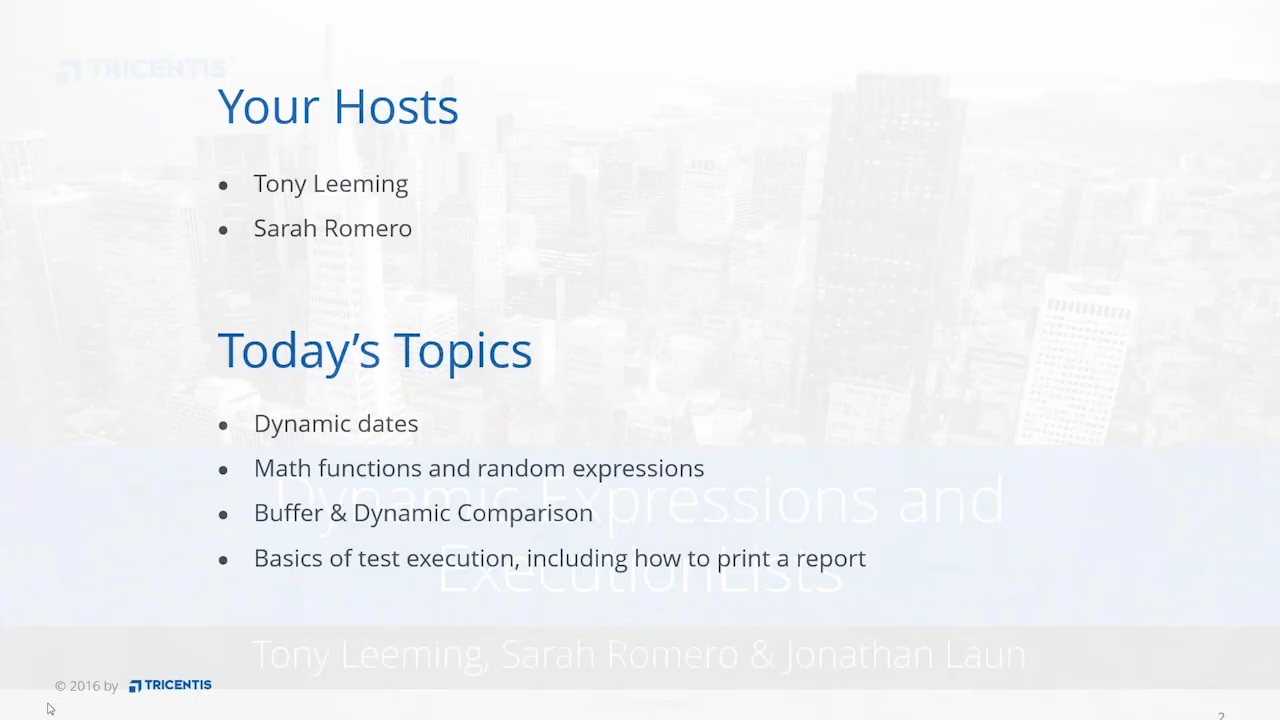 TRICENTIS
Your Hosts
• Tony Leeming
• Sarah Romero
Today's Topics
• Dynamic dates
• Math functions and random expressions
• Buffer & Dynamic Comparison
• Basics of test execution, including how to print a report
Dynamic Expressions and
ExecutionLists
Tony Leeming, Sarah Romero & Jonathan Laun
© 2016 by TRICENTIS
2